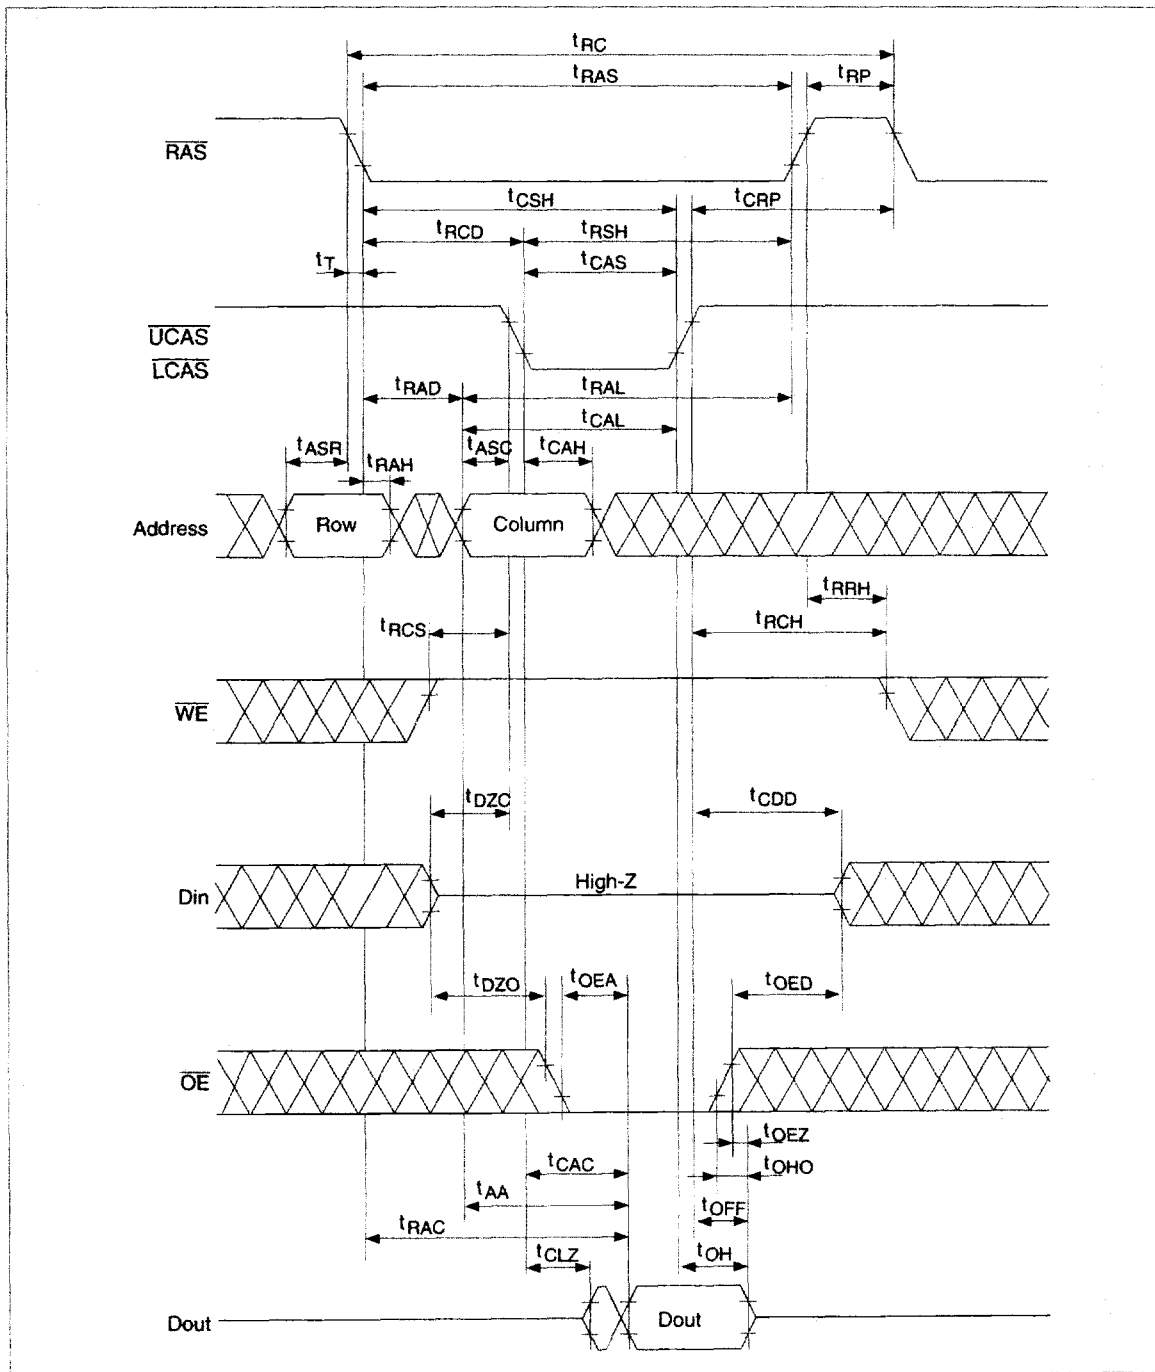 tRC
tRAS tRP
RAS
tCSH tCRP
tRCD tRSH
tT tCAS
UCAS
LCAS
tRAD tRAL
tCAL
tASR tRAH tASC tCAH
Address Row Column
tRRH
tRCS tRCH
WE
tDZC tCDD
High-Z
Din
tDZO tOEA tOED
OE
tOEZ
tCAC tOHO
tAA tOFF
tRAC
tCLZ tOH
Dout Dout